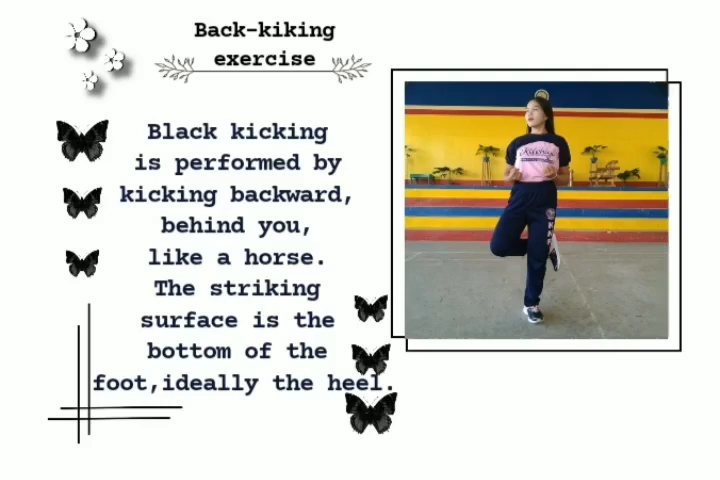 Back-kiking
exercise
Black kicking
is performed by
kicking backward,
behind you,
like a horse.
The striking
surface is the
bottom of the
foot,ideally the heel.